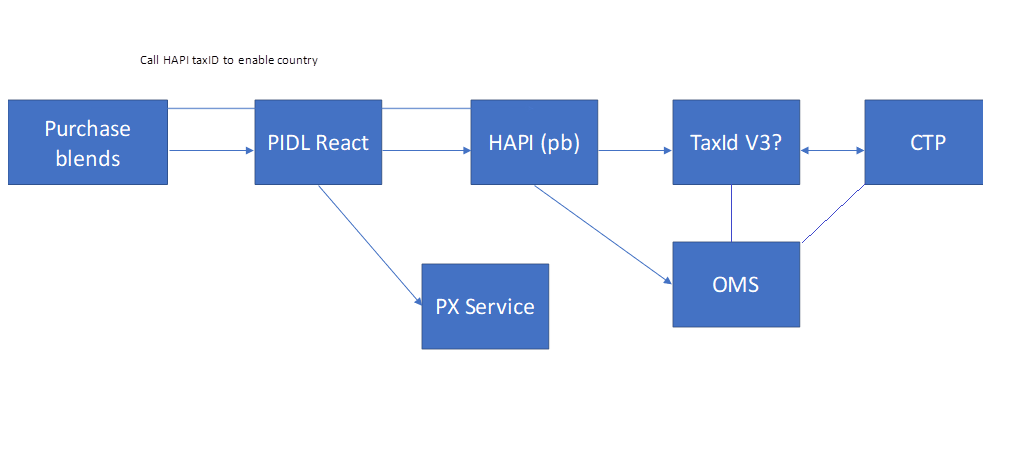 Call HAPI taxID to enable country
Purchase
blends
PIDL React
HAPI (pb)
TaxId V3?
CTP
OMS
PX Service